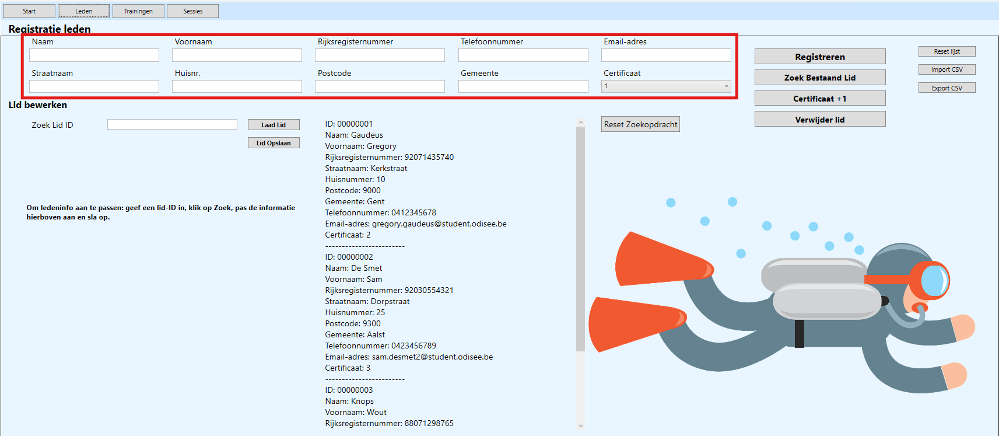 Start
Leden
Trainingen
Sessies
Registratie leden
Naam
Voornaam
Rijksregisternummer
Telefoonnummer
Email-adres
Straatnaam
Huisnr.
Postcode
Gemeente
Certificaat
1
Registreren
Zoek Bestaand Lid
Certificaat +1
Verwijder lid
Reset lijst
Import CSV
Export CSV
Lid bewerken
Zoek Lid ID
Laad Lid
Lid Opslaan
Om ledeninfo aan te passen: geef een lid-ID in, klik op Zoek, pas de informatie
hierboven aan en sla op.
ID: 00000001
Naam: Gaudeus
Voornaam: Gregory
Rijksregisternummer: 92071435740
Straatnaam: Kerkstraat
Huisnummer: 10
Postcode: 9000
Gemeente: Gent
Telefoonnummer: 0412345678
Email-adres: gregory.gaudeus@student.odisee.be
Certificaat: 2
------------------------
ID: 00000002
Naam: De Smet
Voornaam: Sam
Rijksregisternummer: 92030554321
Straatnaam: Dorpstraat
Huisnummer: 25
Postcode: 9300
Gemeente: Aalst
Telefoonnummer: 0423456789
Email-adres: sam.desmet2@student.odisee.be
Certificaat: 3
------------------------
ID: 00000003
Naam: Knops
Voornaam: Wout
Rijksregisternummer: 88071298765
Reset Zoekopdracht